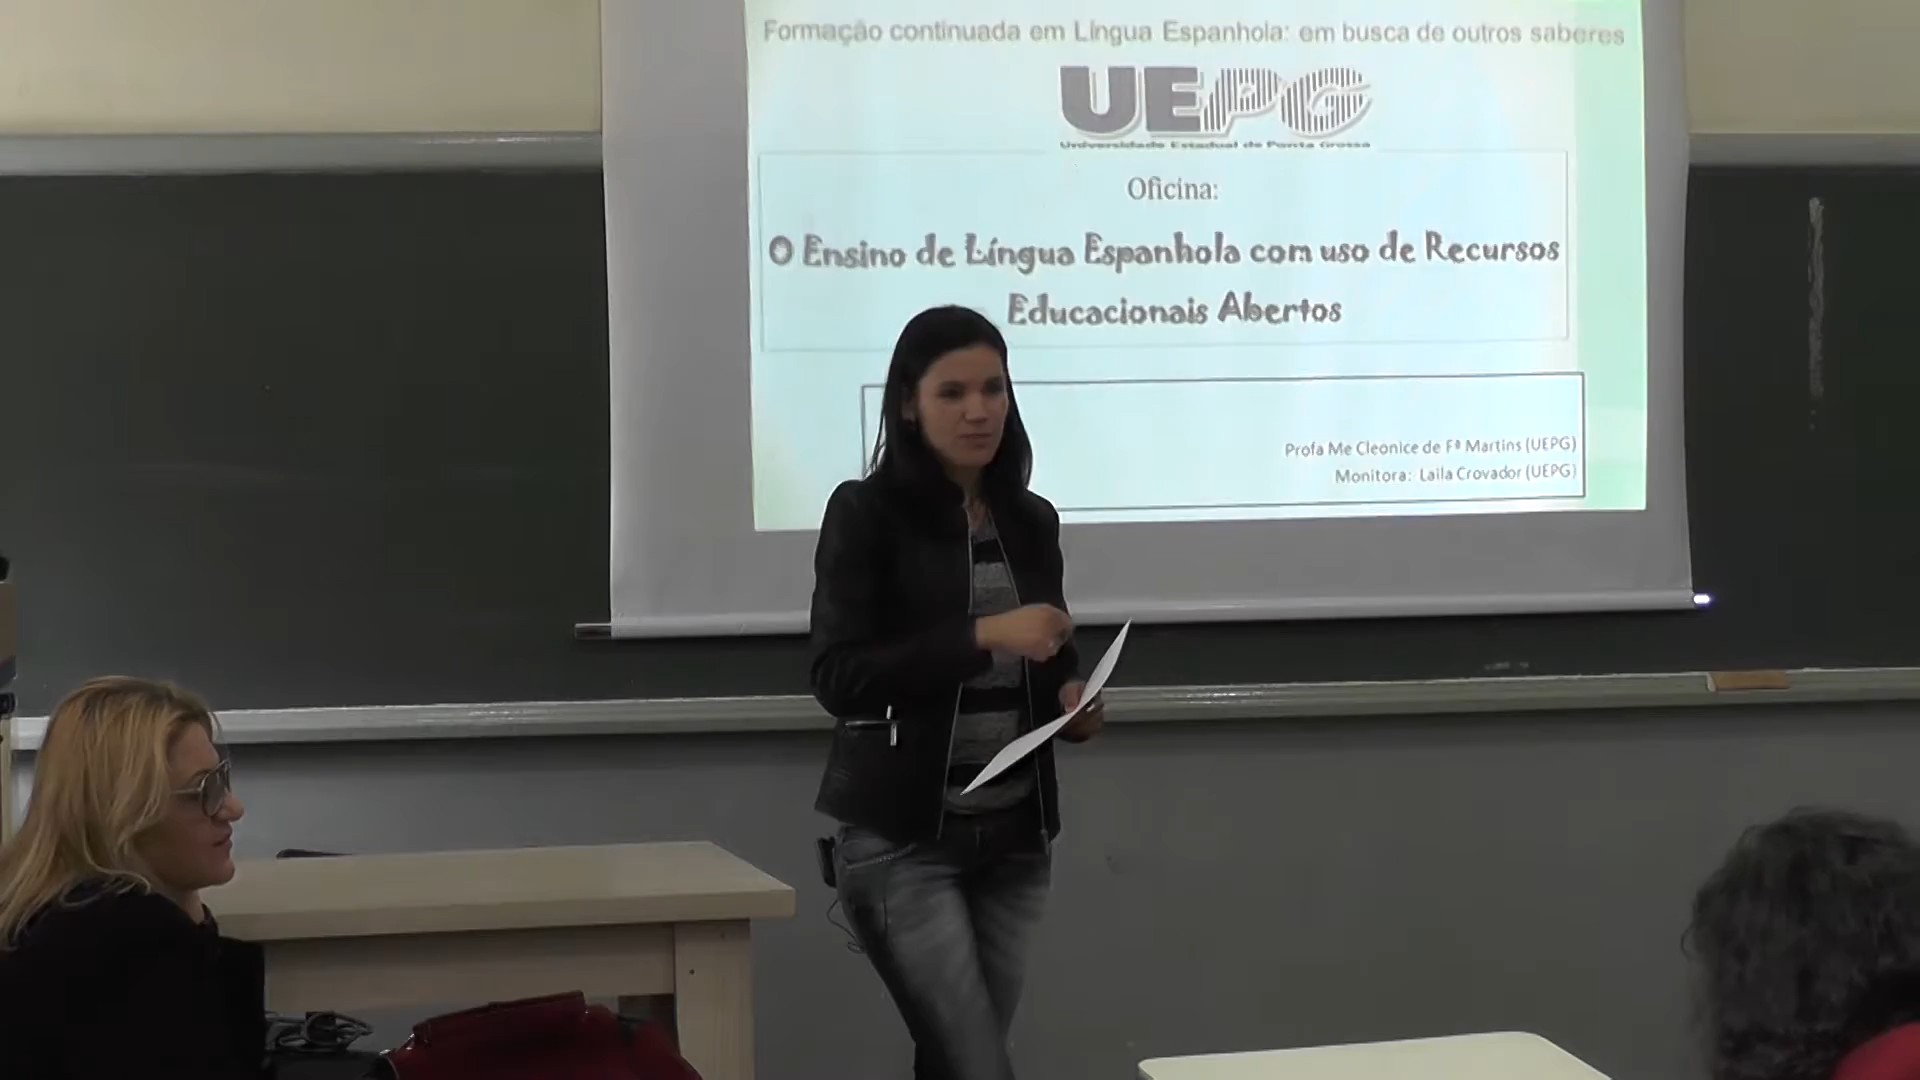 Formação continuada em Língua Espanhola: em busca de outros saberes
UEPG
Universidade Estadual de Ponta Grossa
Oficina:
O Ensino de Língua Espanhola com uso de Recursos
Educacionais Abertos
Profa Me Cleonice de Fª Martins (UEPG)
Monitora: Laila Crovador (UEPG)